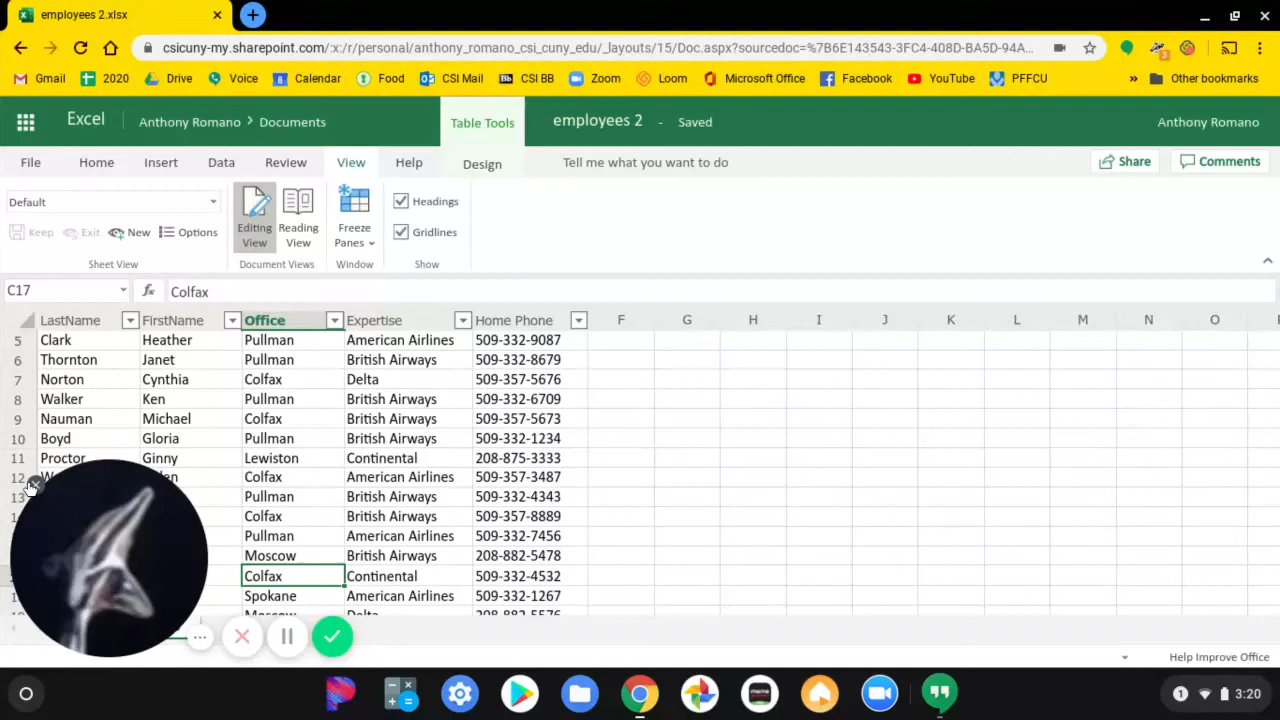 employees 2.xlsx
csicuny-my.sharepoint.com/:x:/r/personal/anthony_romano_csi_cuny_edu/_layouts/15/Doc.aspx?sourcedoc=%7B6E143543-3FC4-408D-BA5D-94A...
Gmail 2020 Drive Voice Calendar Food CSI Mail CSI BB Zoom Loom Microsoft Office Facebook YouTube PFFCU » Other bookmarks
Excel Anthony Romano > Documents Table Tools employees 2 - Saved Anthony Romano
File Home Insert Data Review View Help Design Tell me what you want to do Share Comments
Default
Keep Exit New Options
Editing View
Reading View
Freeze Panes
Headings
Gridlines
Sheet View Document Views Window Show
C17 fx Colfax
LastName FirstName Office Expertise Home Phone F G H I J K L M N O
5 Clark Heather Pullman American Airlines 509-332-9087
6 Thornton Janet Pullman British Airways 509-332-8679
7 Norton Cynthia Colfax Delta 509-357-5676
8 Walker Ken Pullman British Airways 509-332-6709
9 Nauman Michael Colfax British Airways 509-357-5673
10 Boyd Gloria Pullman British Airways 509-332-1234
11 Proctor Ginny Lewiston Continental 208-875-3333
12 Colfax American Airlines 509-357-3487
13 Pullman British Airways 509-332-4343
Colfax British Airways 509-357-8889
Pullman American Airlines 509-332-7456
Moscow British Airways 208-882-5478
Colfax Continental 509-332-4532
Spokane American Airlines 509-332-1267
Moscow Delta 208-882-5576
Help Improve Office
1 3:20